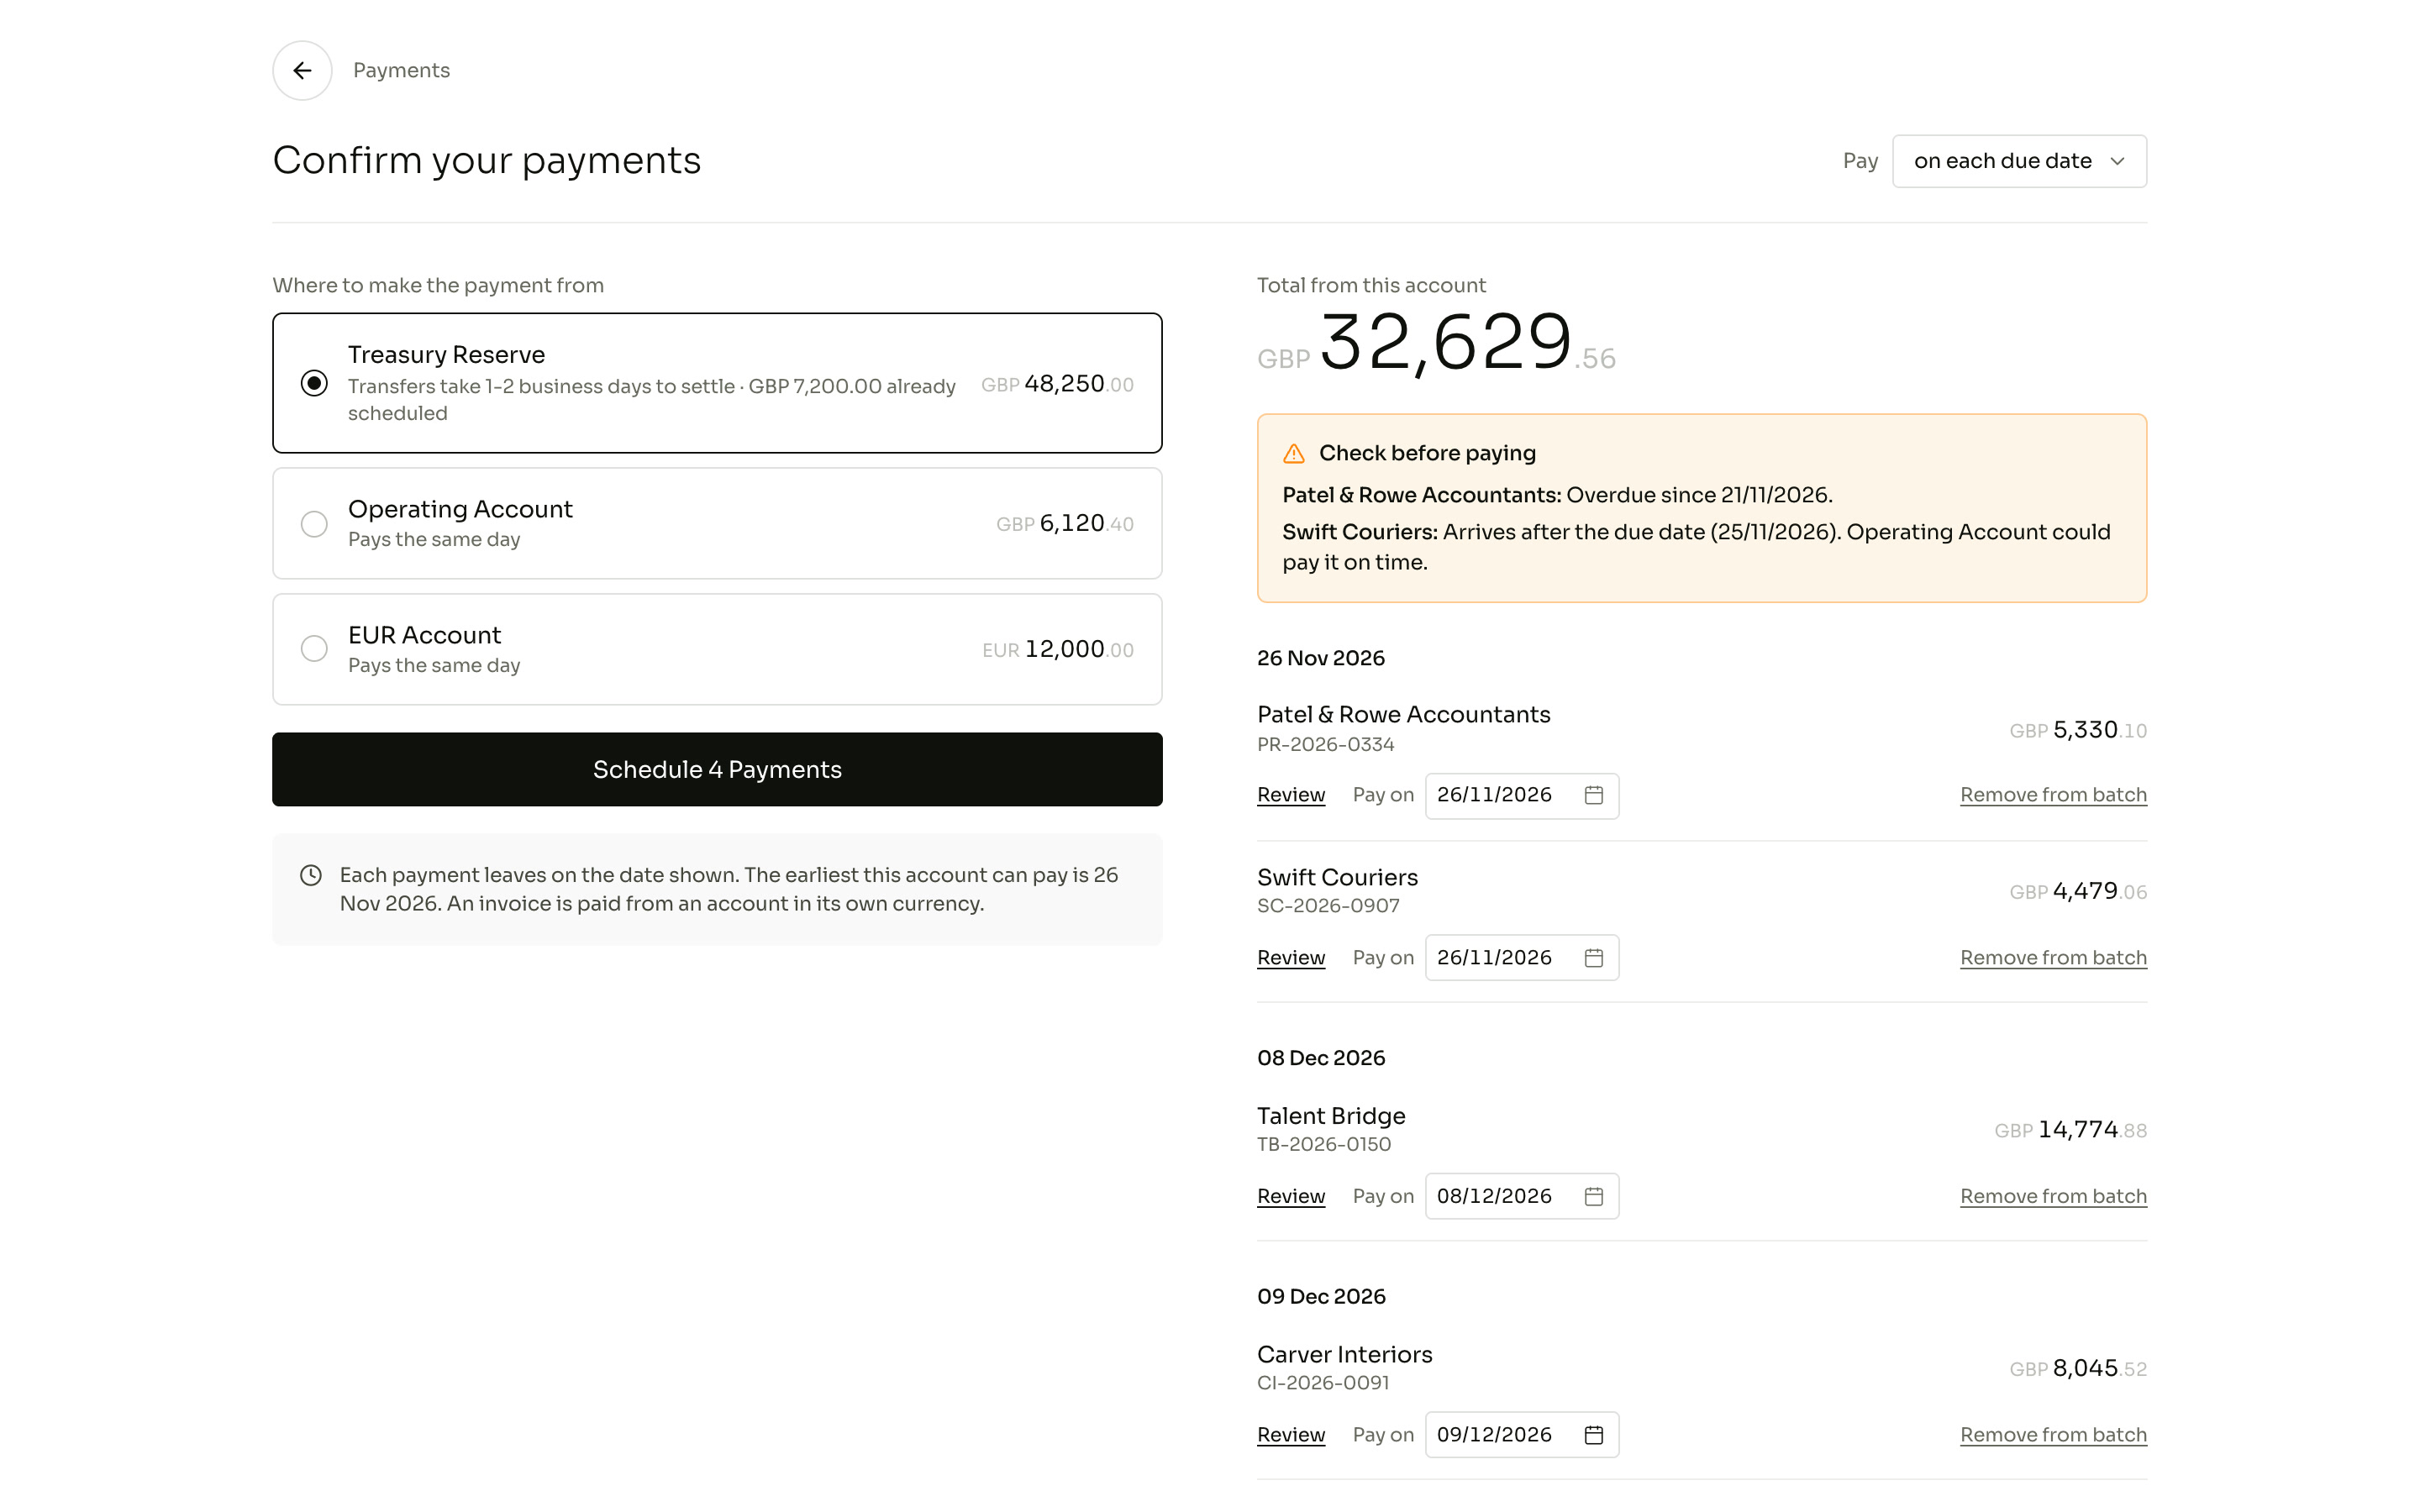 Payments
Confirm your payments
Pay
on each due date
Where to make the payment from
Treasury Reserve
Transfers take 1-2 business days to settle · GBP 7,200.00 already
scheduled
GBP 48,250.00
Operating Account
Pays the same day
GBP 6,120.40
EUR Account
Pays the same day
EUR 12,000.00
Schedule 4 Payments
Each payment leaves on the date shown. The earliest this account can pay is 26
Nov 2026. An invoice is paid from an account in its own currency.
Total from this account
GBP 32,629.56
Check before paying
Patel & Rowe Accountants: Overdue since 21/11/2026.
Swift Couriers: Arrives after the due date (25/11/2026). Operating Account could
pay it on time.
26 Nov 2026
Patel & Rowe Accountants
PR-2026-0334
GBP 5,330.10
Review Pay on 26/11/2026 Remove from batch
Swift Couriers
SC-2026-0907
GBP 4,479.06
Review Pay on 26/11/2026 Remove from batch
08 Dec 2026
Talent Bridge
TB-2026-0150
GBP 14,774.88
Review Pay on 08/12/2026 Remove from batch
09 Dec 2026
Carver Interiors
CI-2026-0091
GBP 8,045.52
Review Pay on 09/12/2026 Remove from batch